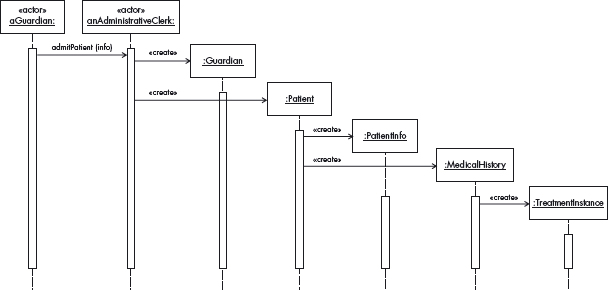 «actor»
aGuardian:
«actor»
anAdministrativeClerk:
admitPatient (info)
«create»
:Guardian
«create»
:Patient
«create»
:PatientInfo
«create»
:MedicalHistory
«create»
:TreatmentInstance